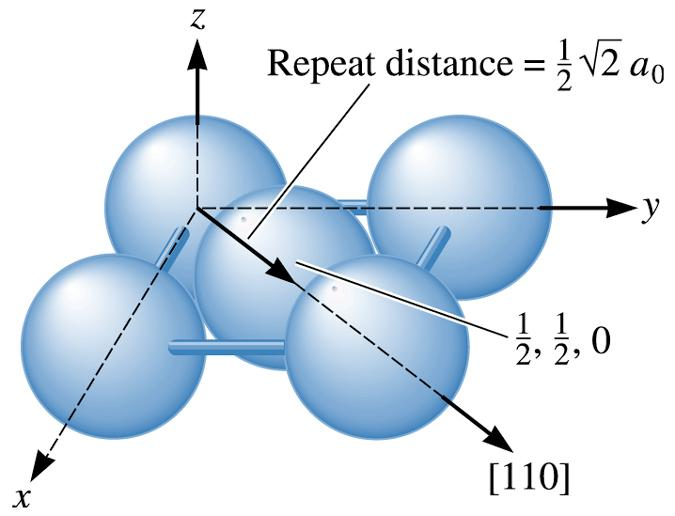 z
Repeat distance = 1/2 √2 a₀
y
1/2, 1/2, 0
[110]
x